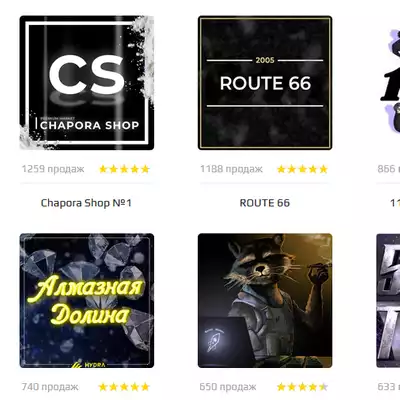 CS
PREMIUM MARKET
CHAPORA SHOP
2005
ROUTE 66
1259 продаж
1188 продаж
866
Chapora Shop №1
ROUTE 66
11
Алмазная
Долина
HYDRA
740 продаж
650 продаж
633